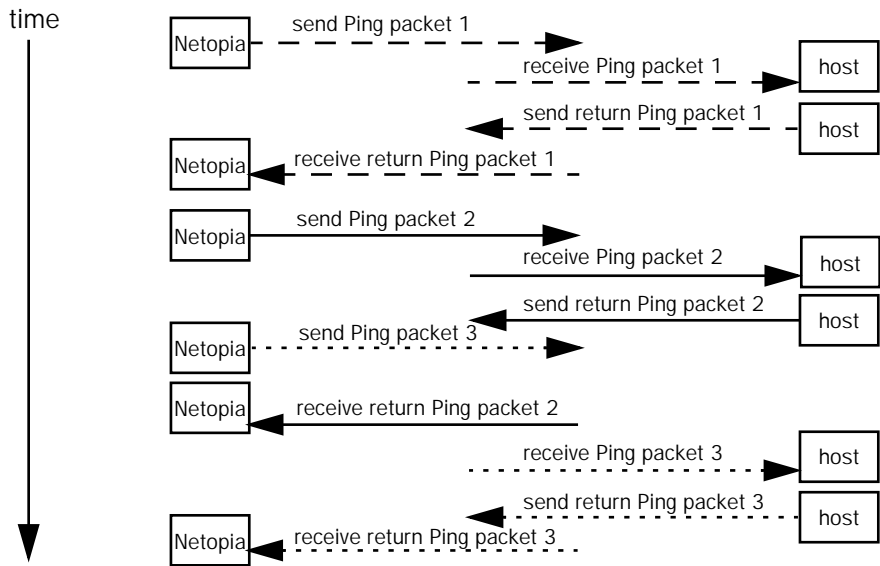 time
Netopia send Ping packet 1
receive Ping packet 1 host
send return Ping packet 1 host
Netopia receive return Ping packet 1
Netopia send Ping packet 2
receive Ping packet 2 host
send return Ping packet 2 host
Netopia send Ping packet 3
Netopia receive return Ping packet 2
receive Ping packet 3 host
send return Ping packet 3 host
Netopia receive return Ping packet 3